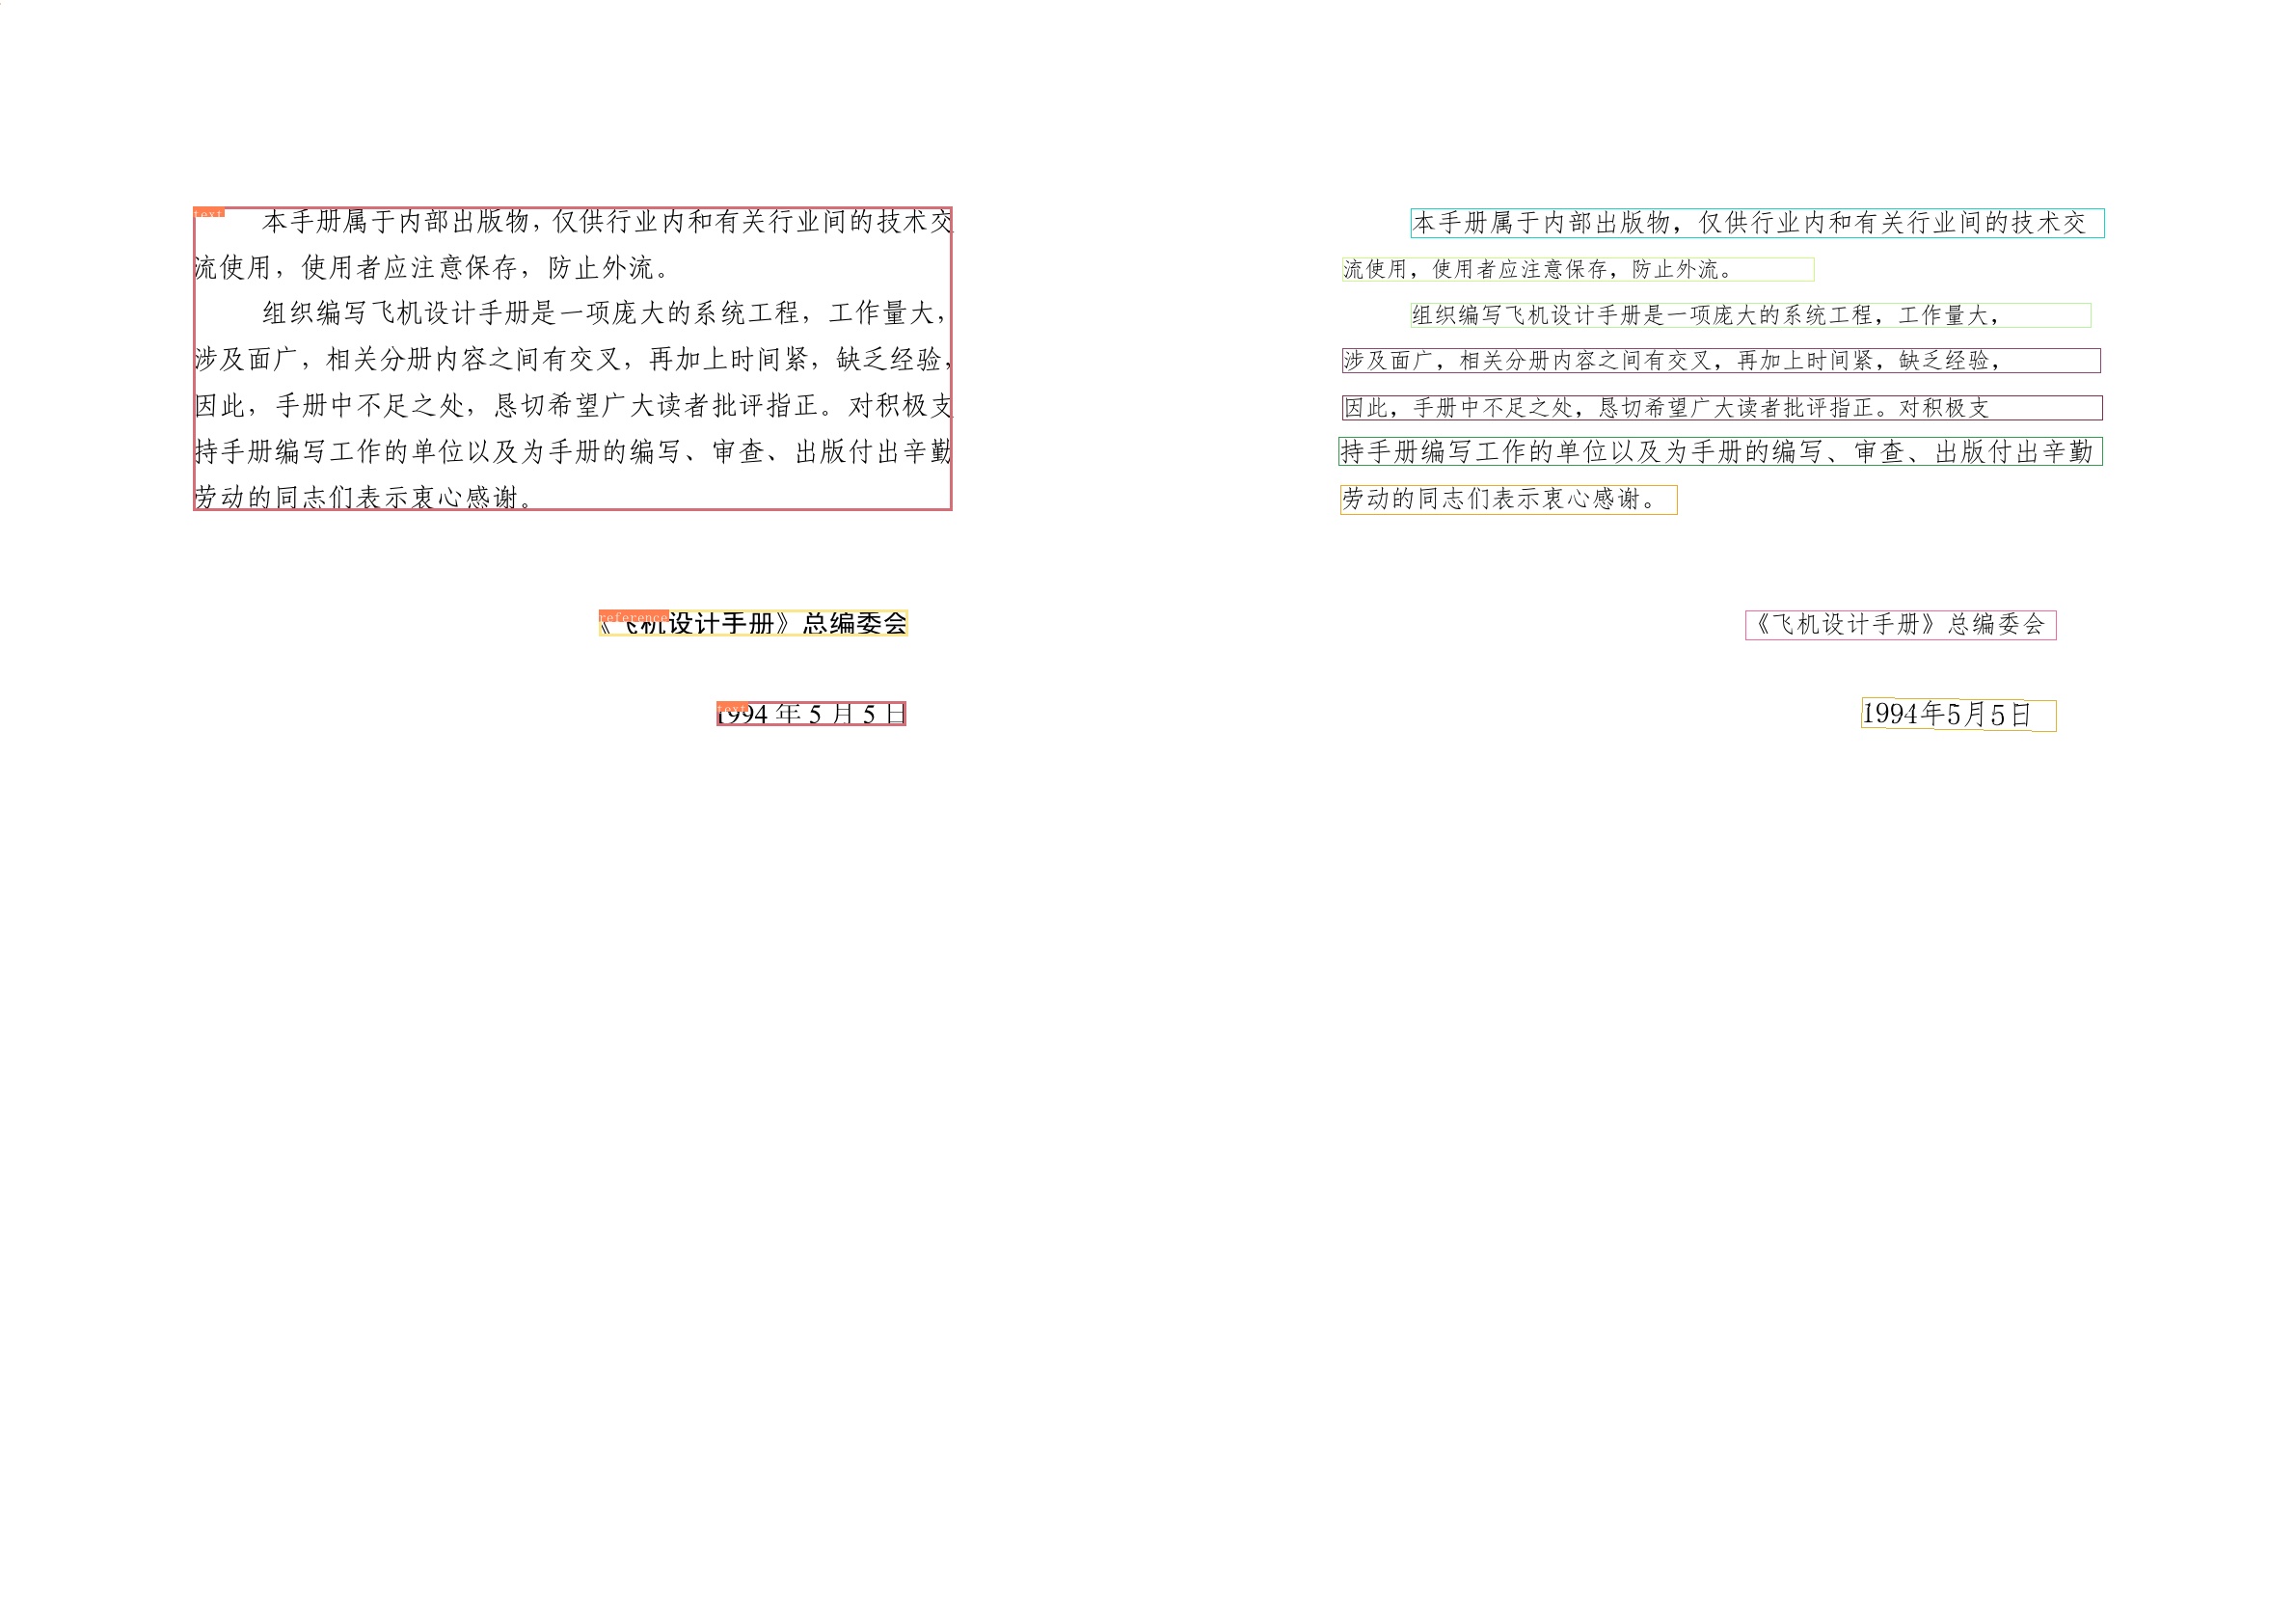 text
本手册属于内部出版物，仅供行业内和有关行业间的技术交
流使用，使用者应注意保存，防止外流。
组织编写飞机设计手册是一项庞大的系统工程，工作量大，
涉及面广，相关分册内容之间有交叉，再加上时间紧，缺乏经验，
因此，手册中不足之处，恳切希望广大读者批评指正。对积极支
持手册编写工作的单位以及为手册的编写、审查、出版付出辛勤
劳动的同志们表示衷心感谢。
reference
《飞机设计手册》总编委会
text
1994 年 5 月 5 日
本手册属于内部出版物，仅供行业内和有关行业间的技术交
流使用，使用者应注意保存，防止外流。
组织编写飞机设计手册是一项庞大的系统工程，工作量大，
涉及面广，相关分册内容之间有交叉，再加上时间紧，缺乏经验，
因此，手册中不足之处，恳切希望广大读者批评指正。对积极支
持手册编写工作的单位以及为手册的编写、审查、出版付出辛勤
劳动的同志们表示衷心感谢。
《飞机设计手册》总编委会
1994年5月5日